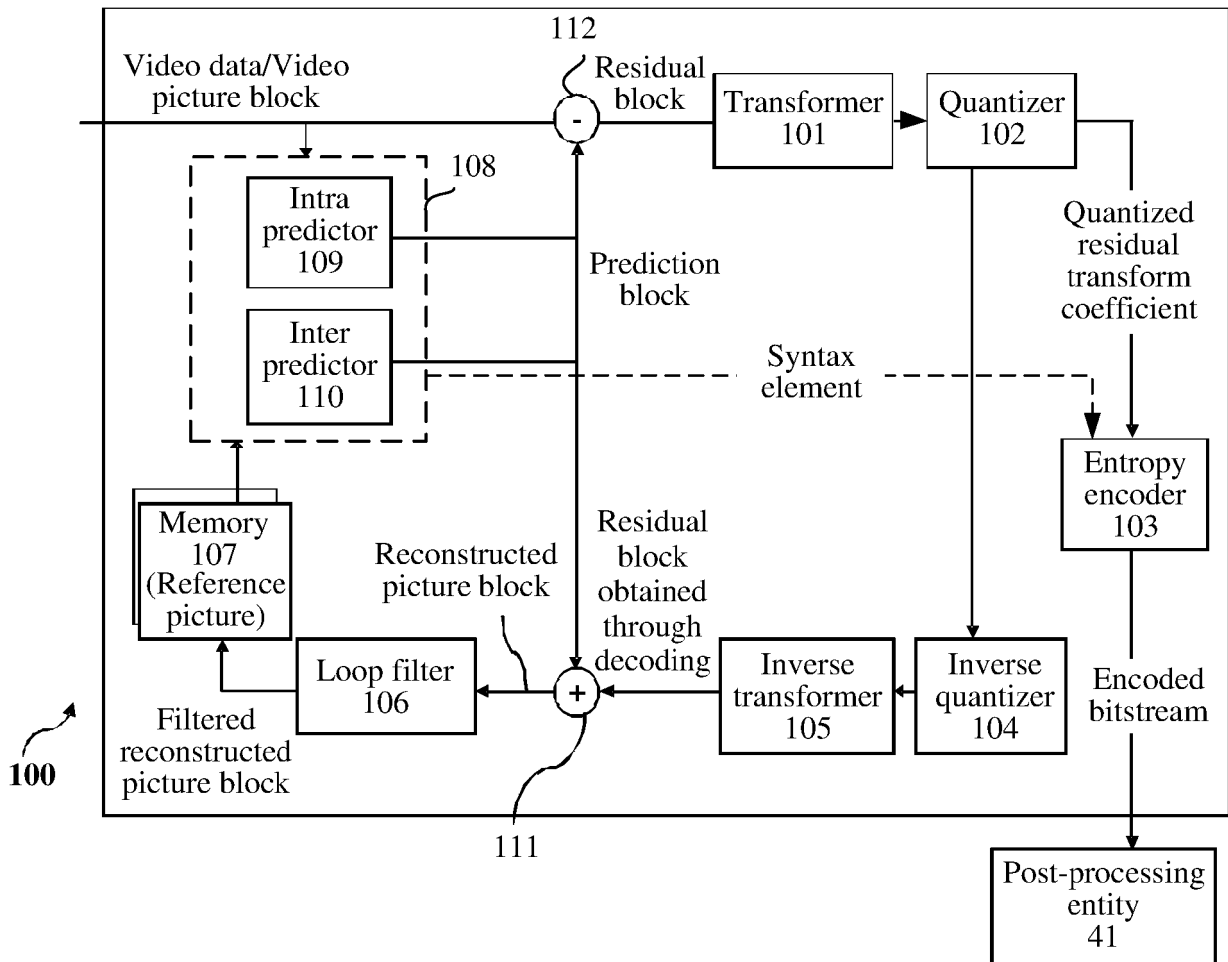 112
Video data/Video
picture block
Residual
block
Transformer
101
Quantizer
102
-
108
Intra
predictor
109
Prediction
block
Quantized
residual
transform
coefficient
Inter
predictor
110
Syntax
element
Entropy
encoder
103
Memory
107
(Reference
picture)
Reconstructed
picture block
Residual
block
obtained
through
decoding
Loop filter
106
+
Inverse
transformer
105
Inverse
quantizer
104
Encoded
bitstream
Filtered
reconstructed
picture block
100
111
Post-processing
entity
41